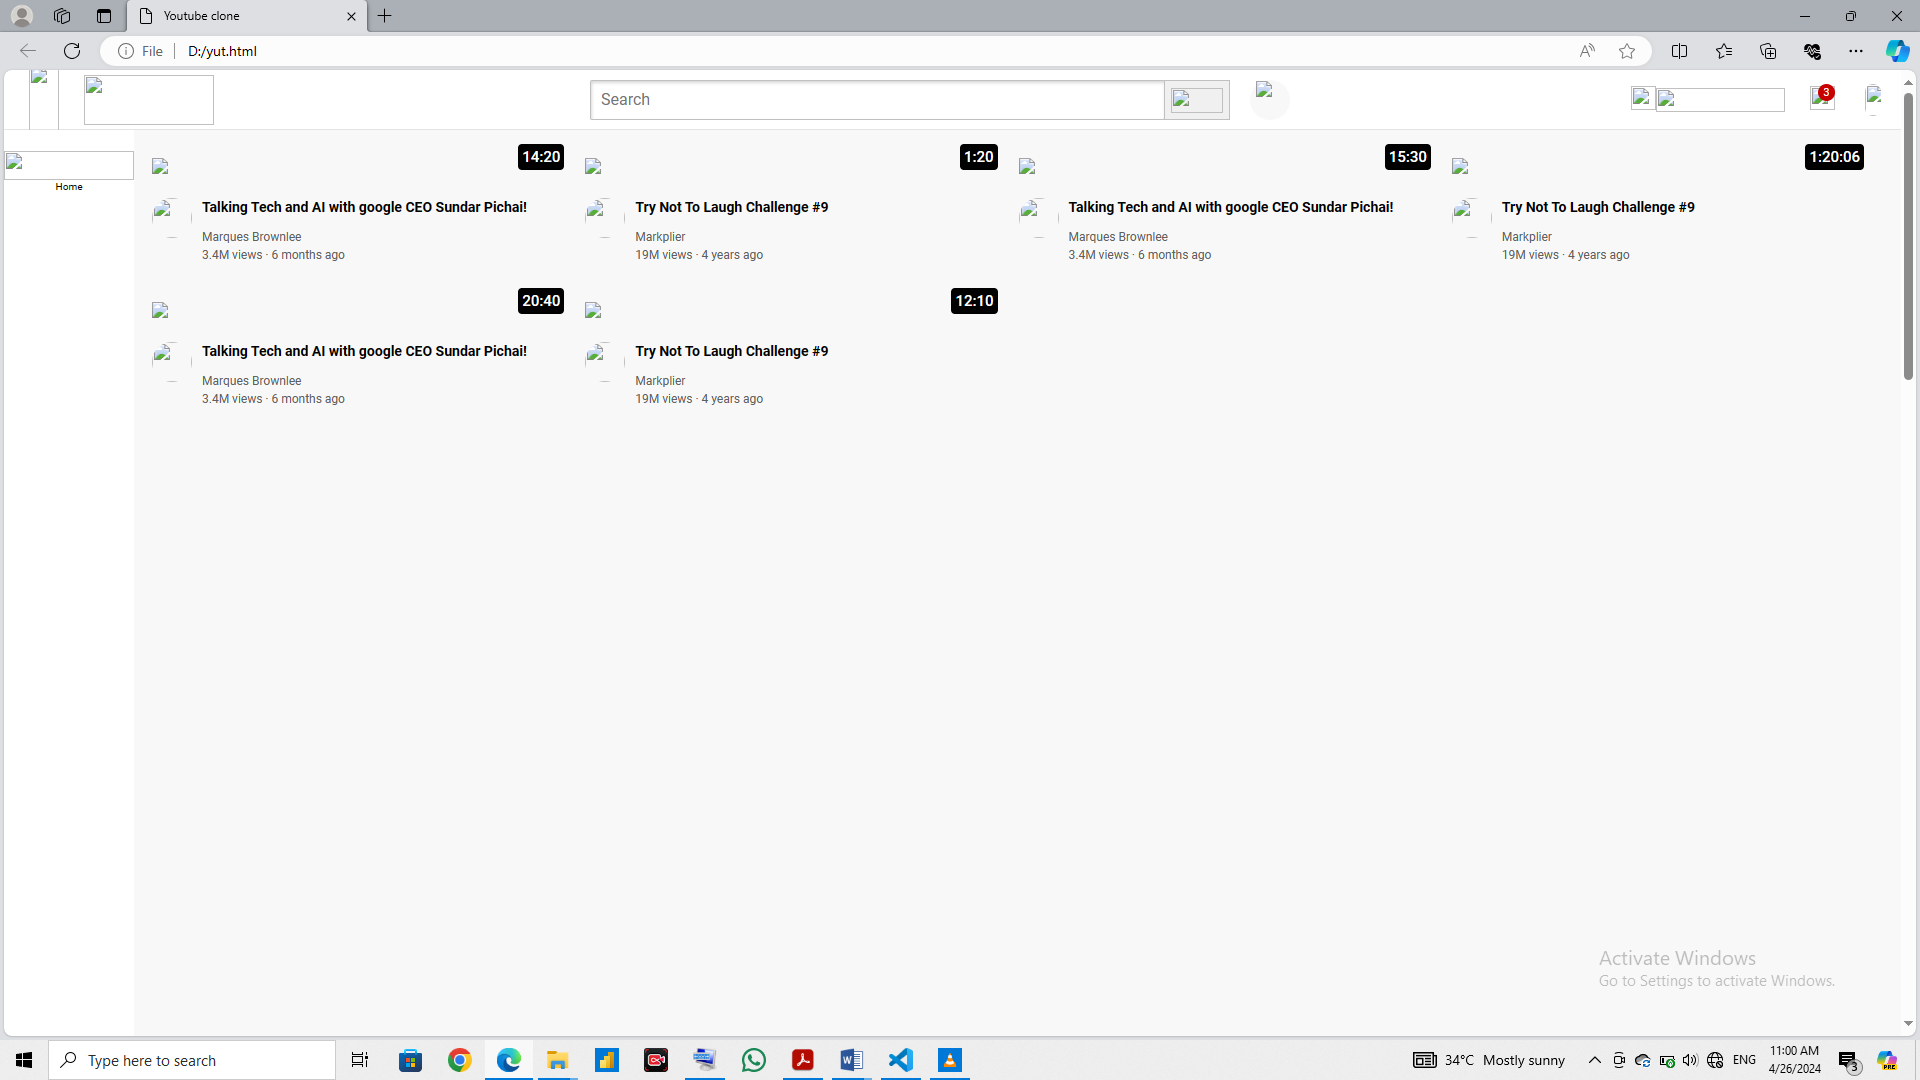 Youtube clone
File
D:/yut.html
Search
3
Home
14:20
1:20
15:30
1:20:06
Talking Tech and AI with google CEO Sundar Pichai!
Marques Brownlee
3.4M views · 6 months ago
Try Not To Laugh Challenge #9
Markplier
19M views · 4 years ago
Talking Tech and AI with google CEO Sundar Pichai!
Marques Brownlee
3.4M views · 6 months ago
Try Not To Laugh Challenge #9
Markplier
19M views · 4 years ago
20:40
12:10
Talking Tech and AI with google CEO Sundar Pichai!
Marques Brownlee
3.4M views · 6 months ago
Try Not To Laugh Challenge #9
Markplier
19M views · 4 years ago
Activate Windows
Go to Settings to activate Windows.
Type here to search
34°C Mostly sunny
ENG
11:00 AM
4/26/2024
3
PRE